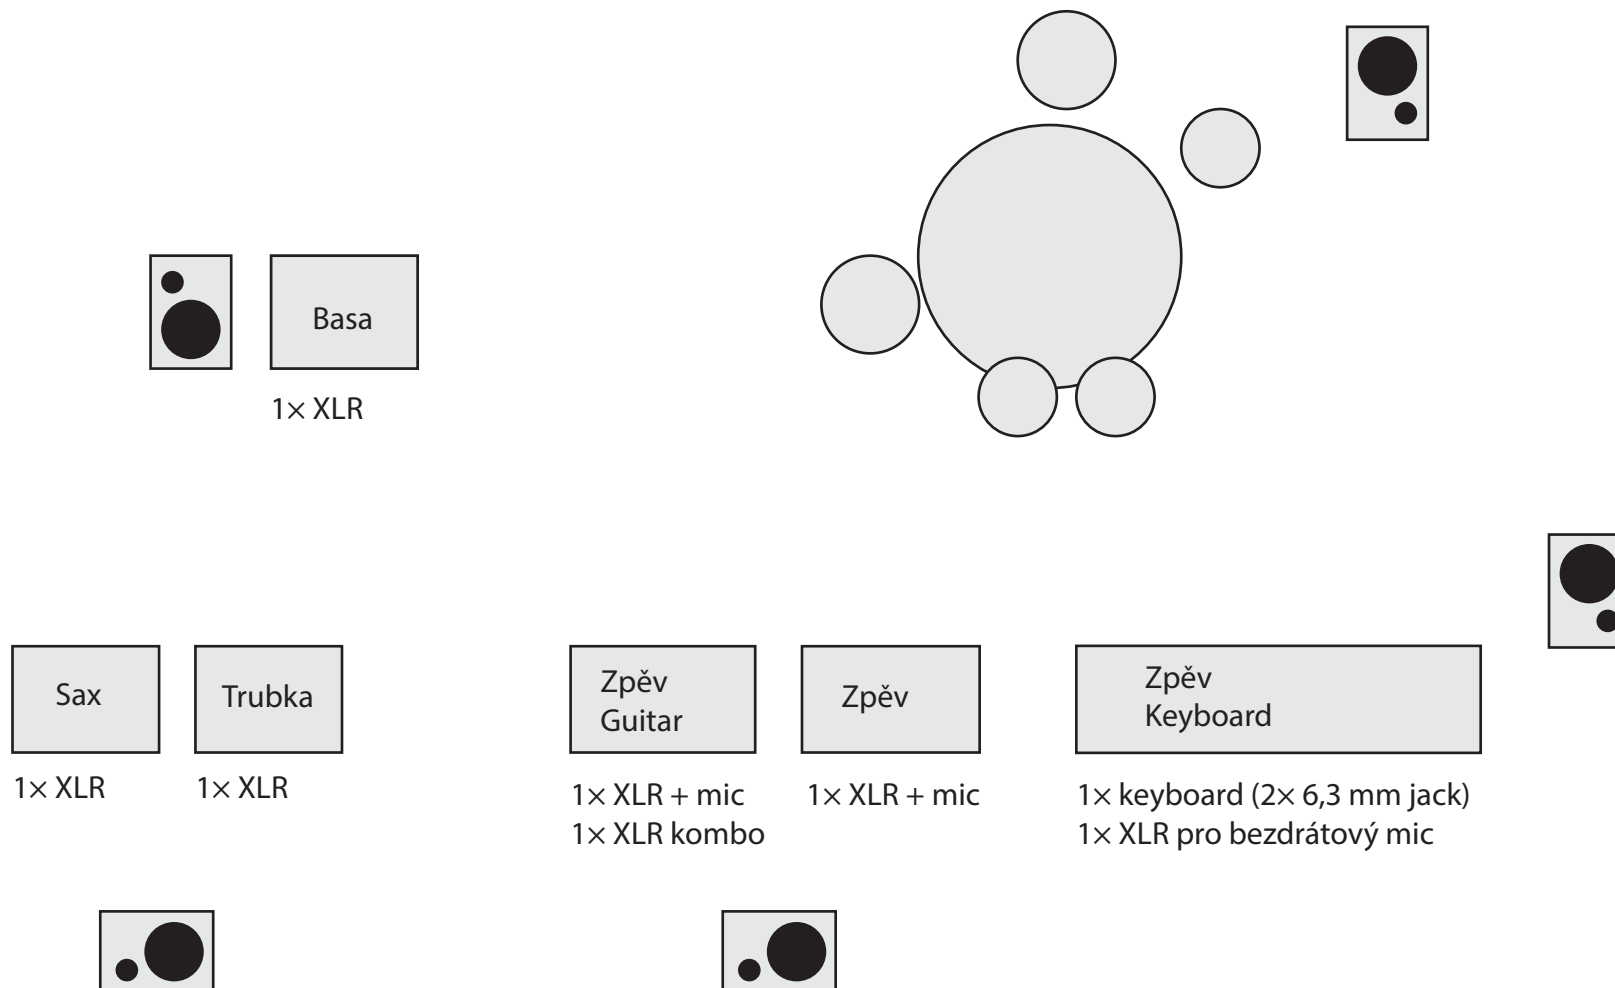 Basa
1× XLR
Sax
1× XLR
Trubka
1× XLR
Zpěv
Guitar
1× XLR + mic
1× XLR kombo
Zpěv
1× XLR + mic
Zpěv
Keyboard
1× keyboard (2× 6,3 mm jack)
1× XLR pro bezdrátový mic